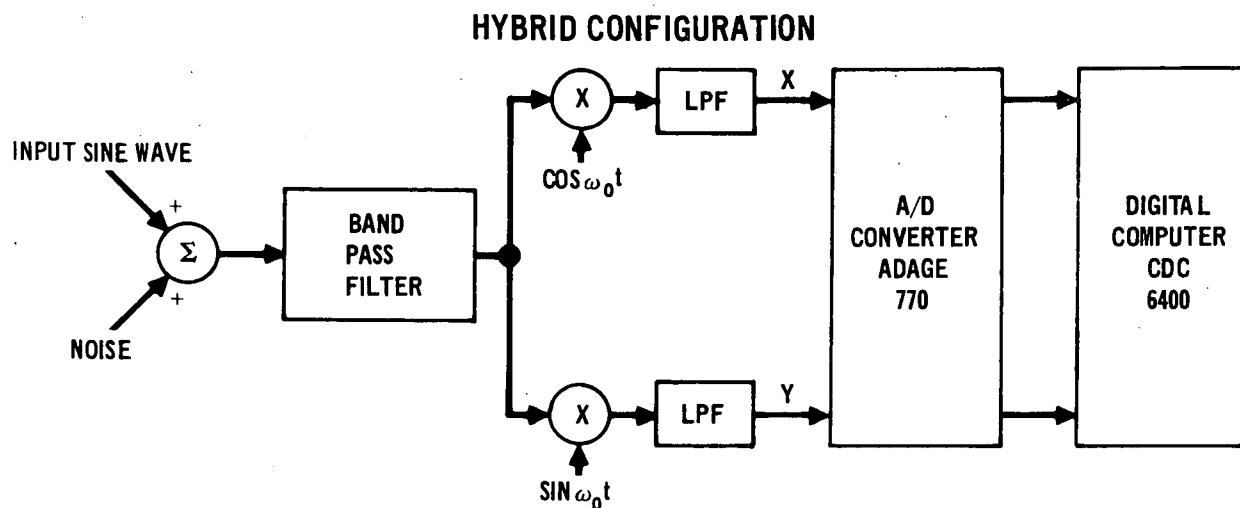 HYBRID CONFIGURATION
INPUT SINE WAVE
+
Σ
+
NOISE
BAND
PASS
FILTER
X
COS ω₀t
LPF
X
X
SIN ω₀t
LPF
Y
A/D
CONVERTER
ADAGE
770
DIGITAL
COMPUTER
CDC
6400